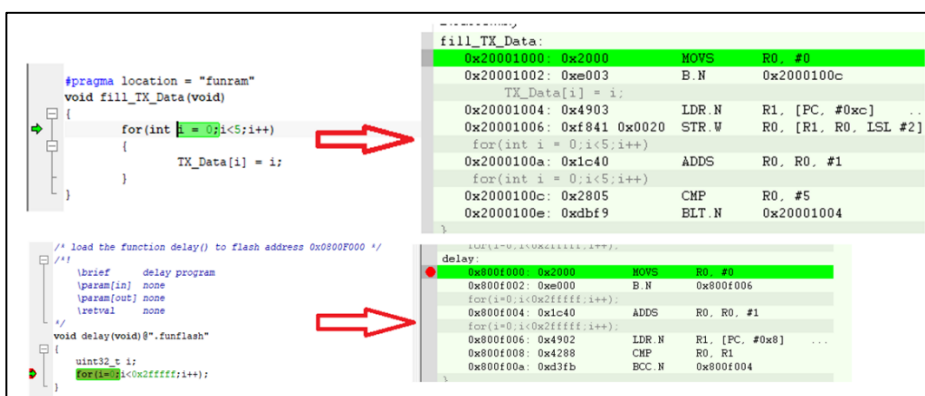 #pragma location = "funram"
void fill_TX_Data(void)
{
for(int i = 0;i<5;i++)
{
TX_Data[i] = i;
}
}
fill_TX_Data:
0x20001000: 0x2000 MOVS R0, #0
0x20001002: 0xe003 B.N 0x2000100c
TX_Data[i] = i;
0x20001004: 0x4903 LDR.N R1, [PC, #0xc] ...
0x20001006: 0xf841 0x0020 STR.W R0, [R1, R0, LSL #2]
for(int i = 0;i<5;i++)
0x2000100a: 0x1c40 ADDS R0, R0, #1
for(int i = 0;i<5;i++)
0x2000100c: 0x2805 CMP R0, #5
0x2000100e: 0xdbf9 BLT.N 0x20001004
}
/* load the function delay() to flash address 0x0800F000 */
/*!
\brief delay program
\param[in] none
\param[out] none
\retval none
*/
void delay(void)@".funflash"
{
uint32_t i;
for(i=0;i<0x2fffff;i++);
}
for(i=0;i<0x2fffff;i++);
delay:
0x800f000: 0x2000 MOVS R0, #0
0x800f002: 0xe000 B.N 0x800f006
for(i=0;i<0x2fffff;i++);
0x800f004: 0x1c40 ADDS R0, R0, #1
for(i=0;i<0x2fffff;i++);
0x800f006: 0x4902 LDR.N R1, [PC, #0x8] ...
0x800f008: 0x4288 CMP R0, R1
0x800f00a: 0xd3fb BCC.N 0x800f004
}